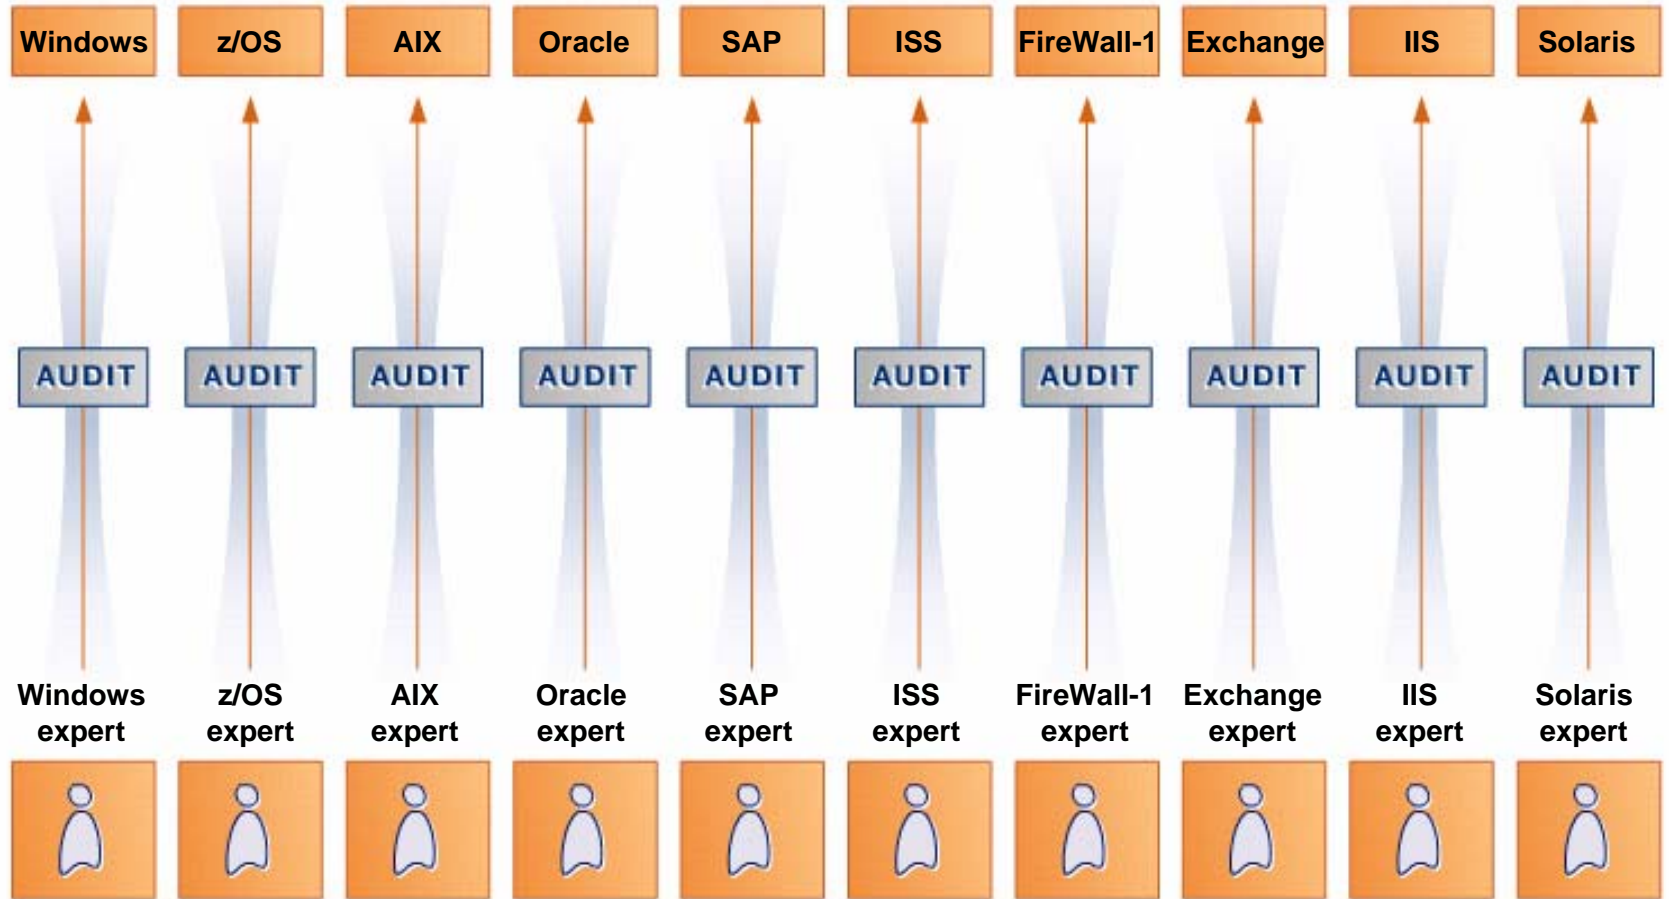 Windows z/OS AIX Oracle SAP ISS FireWall-1 Exchange IIS Solaris
AUDIT AUDIT AUDIT AUDIT AUDIT AUDIT AUDIT AUDIT AUDIT AUDIT
Windows z/OS AIX Oracle SAP ISS FireWall-1 Exchange IIS Solaris
expert expert expert expert expert expert expert expert expert expert